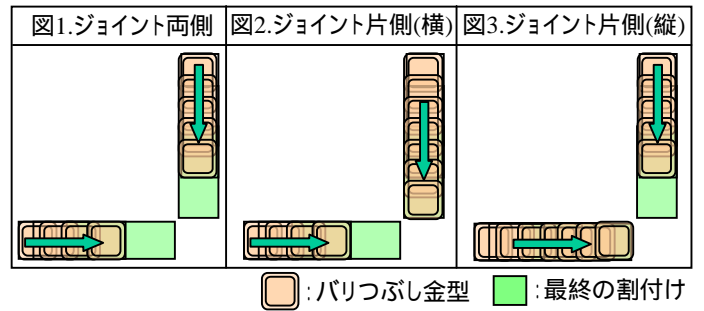 図1.ジョイント両側
図2.ジョイント片側(横)
図3.ジョイント片側(縦)
:バリつぶし金型
:最終の割付け